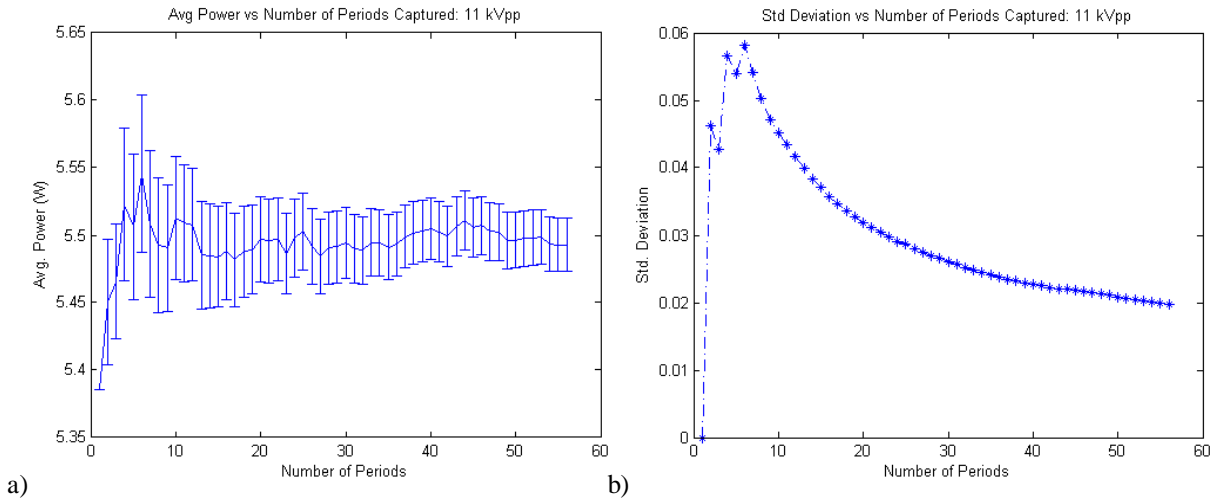 Avg Power vs Number of Periods Captured: 11 kVpp
5.65
5.6
5.55
5.5
5.45
5.4
5.35
Avg. Power (W)
0 10 20 30 40 50 60
Number of Periods
a)
Std Deviation vs Number of Periods Captured: 11 kVpp
0.06
0.05
0.04
0.03
0.02
0.01
0
Std. Deviation
0 10 20 30 40 50 60
Number of Periods
b)